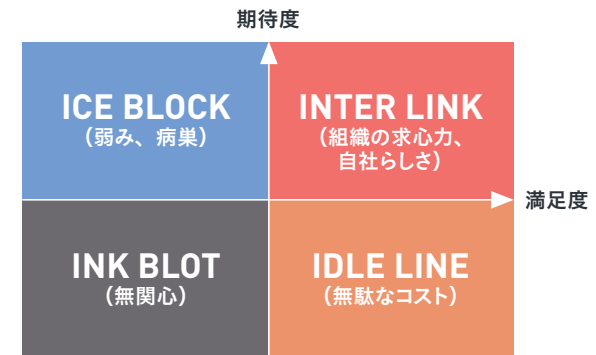 期待度
ICE BLOCK
（弱み、病巣）
INTER LINK
（組織の求心力、
自社らしさ）
満足度
INK BLOT
（無関心）
IDLE LINE
（無駄なコスト）